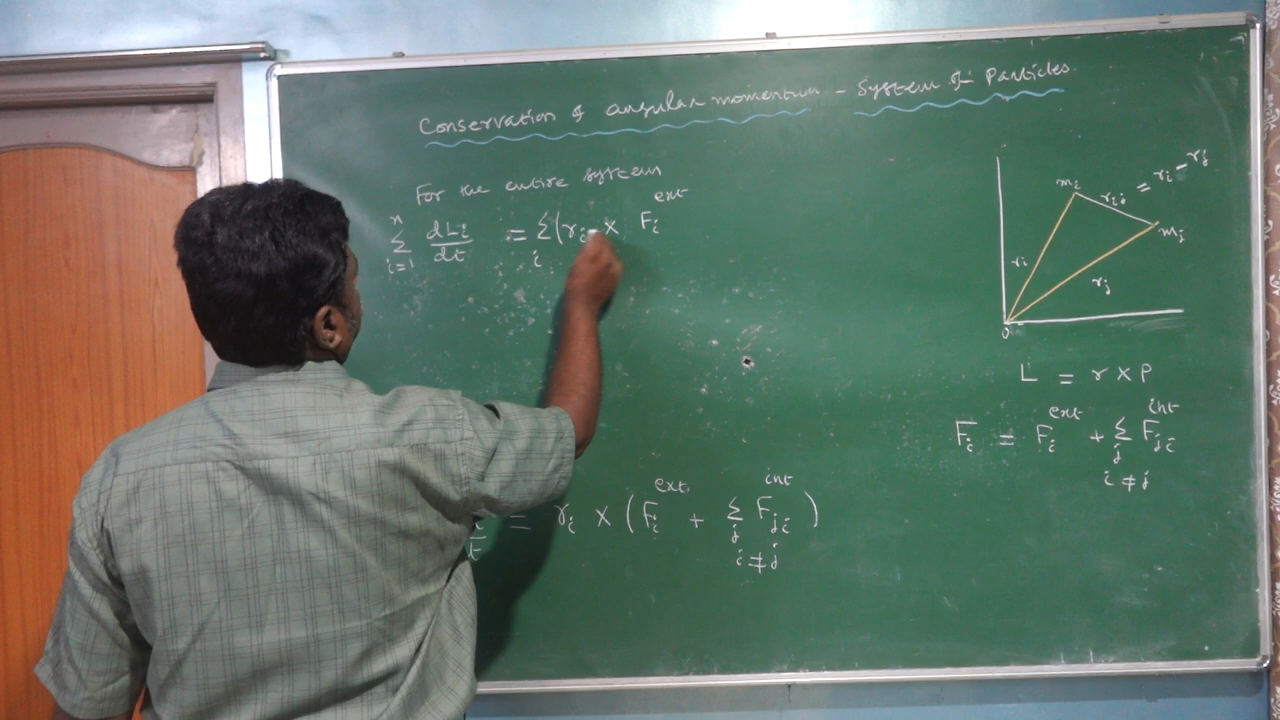 Conservation of angular momentum - System of Particles.
For the entire system
n
∑ dLi/dt = ∑ (ri × Fi^ext
i=1 i
= ri × (Fi^ext + ∑ Fji^int)
j
i ≠ j
mi
rij = ri - rj
mj
ri
rj
0
L = r × P
Fi = Fi^ext + ∑ Fji^int
j
i ≠ j